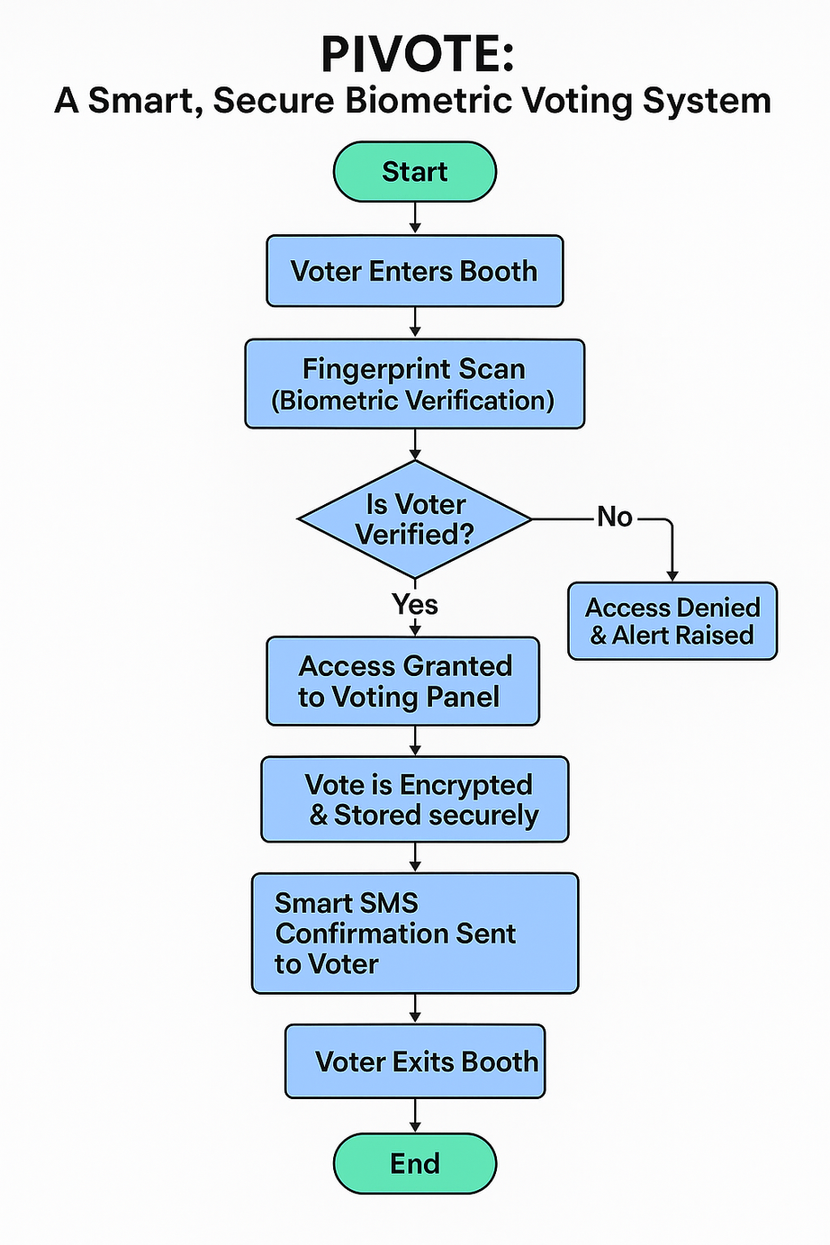 PIVOTE:
A Smart, Secure Biometric Voting System
Start
Voter Enters Booth
Fingerprint Scan
(Biometric Verification)
Is Voter
Verified?
No
Access Denied
& Alert Raised
Yes
Access Granted
to Voting Panel
Vote is Encrypted
& Stored securely
Smart SMS
Confirmation Sent
to Voter
Voter Exits Booth
End